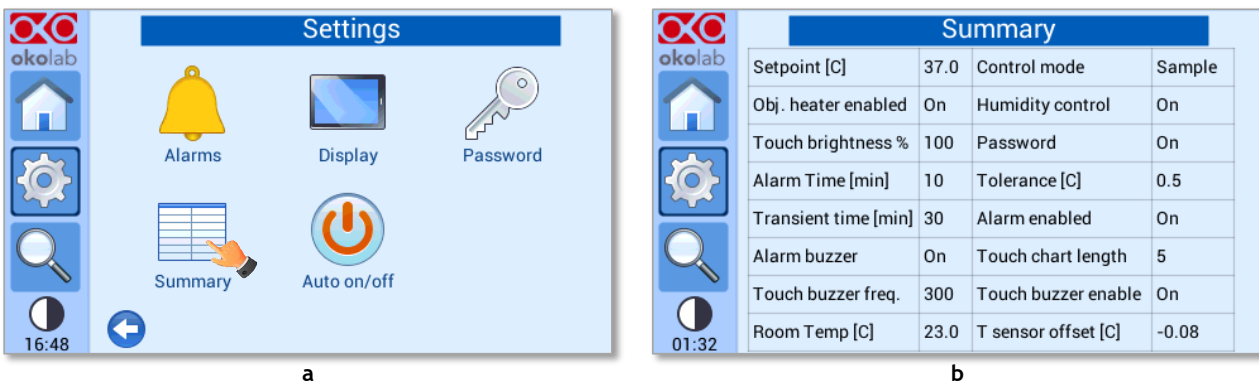 Settings
okolab
Alarms Display Password
Summary Auto on/off
16:48
a
Summary
okolab
Setpoint [C] 37.0 Control mode Sample
Obj. heater enabled On Humidity control On
Touch brightness % 100 Password On
Alarm Time [min] 10 Tolerance [C] 0.5
Transient time [min] 30 Alarm enabled On
Alarm buzzer On Touch chart length 5
Touch buzzer freq. 300 Touch buzzer enable On
Room Temp [C] 23.0 T sensor offset [C] -0.08
01:32
b